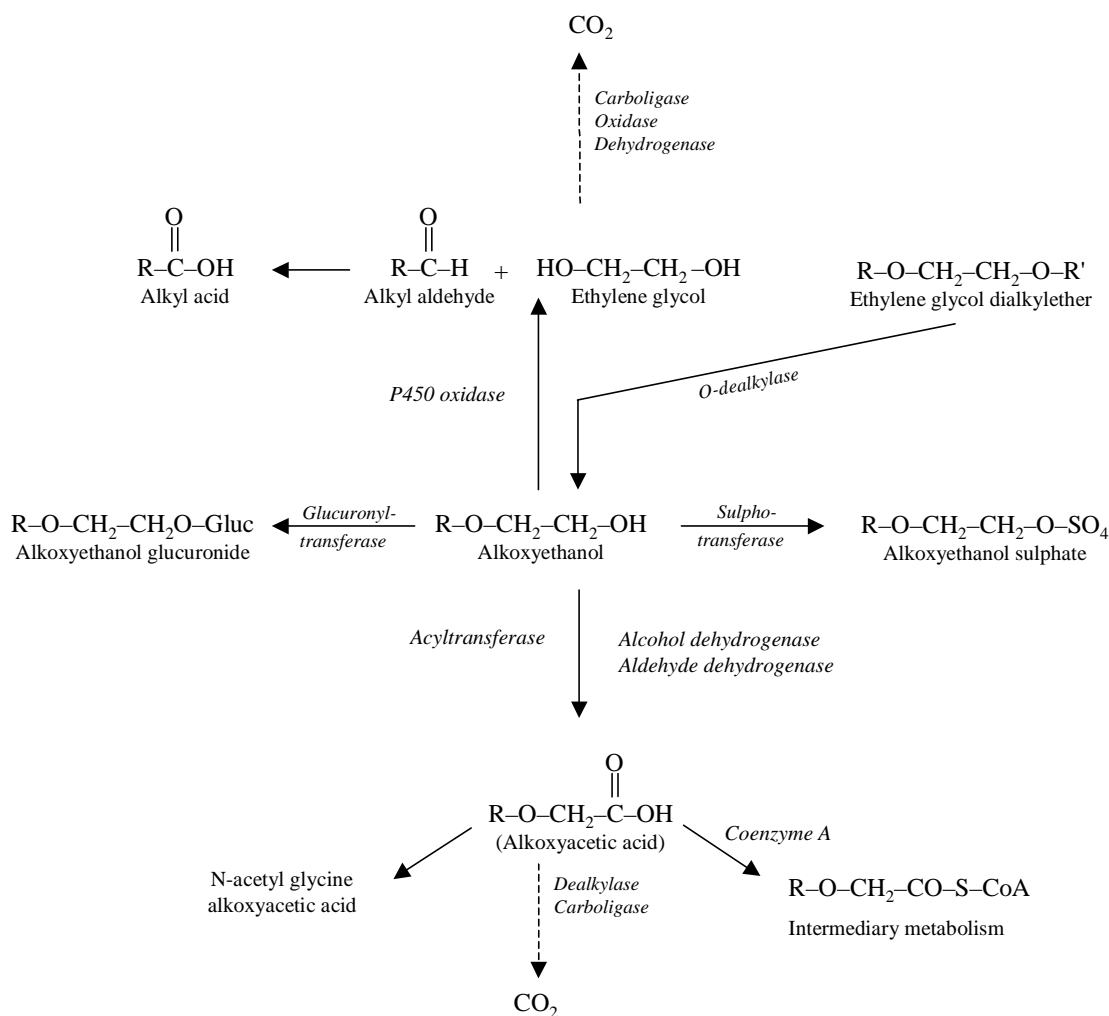 CO₂
Carboligase
Oxidase
Dehydrogenase
O
R–C–OH
Alkyl acid
O
R–C–H
Alkyl aldehyde
+
HO–CH₂–CH₂–OH
Ethylene glycol
R–O–CH₂–CH₂–O–R'
Ethylene glycol dialkylether
P450 oxidase
O-dealkylase
R–O–CH₂–CH₂O–Gluc
Alkoxyethanol glucuronide
Glucuronyl-
transferase
R–O–CH₂–CH₂–OH
Alkoxyethanol
Sulpho-
transferase
R–O–CH₂–CH₂–O–SO₄
Alkoxyethanol sulphate
Acyltransferase
Alcohol dehydrogenase
Aldehyde dehydrogenase
O
R–O–CH₂–C–OH
(Alkoxyacetic acid)
Coenzyme A
N-acetyl glycine
alkoxyacetic acid
Dealkylase
Carboligase
R–O–CH₂–CO–S–CoA
Intermediary metabolism
CO₂